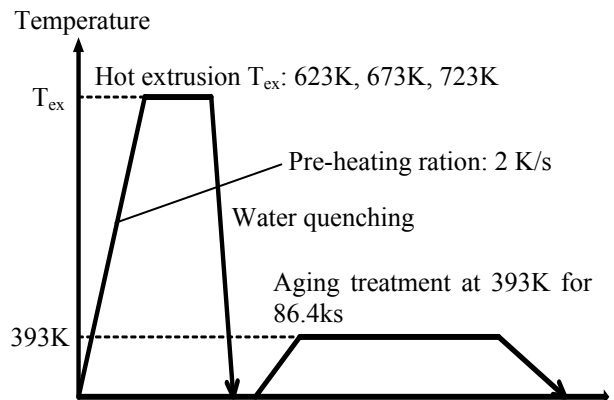 Temperature
Hot extrusion Tex: 623K, 673K, 723K
Tex
Pre-heating ration: 2 K/s
Water quenching
Aging treatment at 393K for
86.4ks
393K